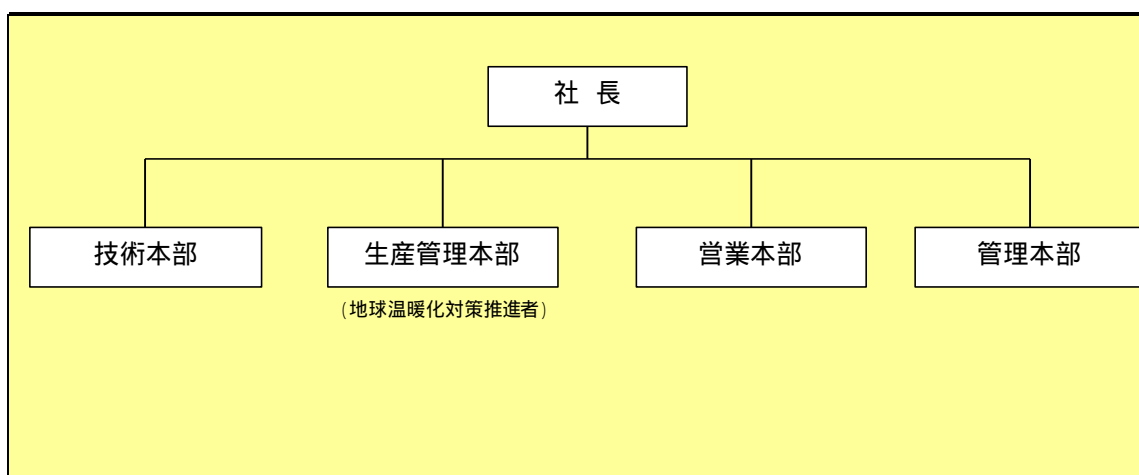 社 長
技術本部
生産管理本部
営業本部
管理本部
(地球温暖化対策推進者)